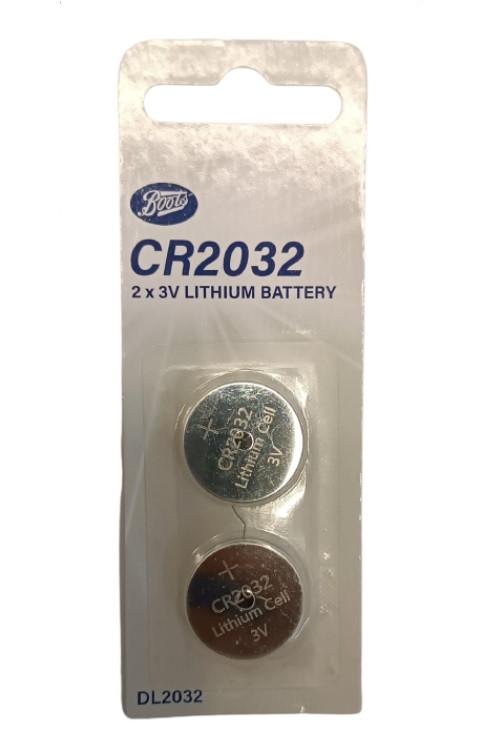 Boots
CR2032
2 x 3V LITHIUM BATTERY
+
CR2032
Lithium Cell
3V
+
CR2032
Lithium Cell
3V
DL2032